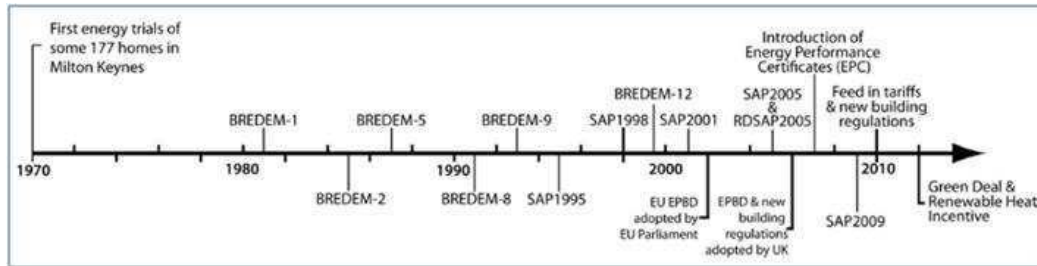 First energy trials of
some 177 homes in
Milton Keynes
Introduction of
Energy Performance
Certificates (EPC)
BREDEM-12
SAP2005
&
RDSAP2005
Feed in tariffs
& new building
regulations
BREDEM-1
BREDEM-5
BREDEM-9
SAP1998
SAP2001
1970
1980
1990
2000
2010
BREDEM-2
BREDEM-8
SAP1995
EU EPBD
adopted by
EU Parliament
EPBD & new
building
regulations
adopted by UK
SAP2009
Green Deal &
Renewable Heat
Incentive